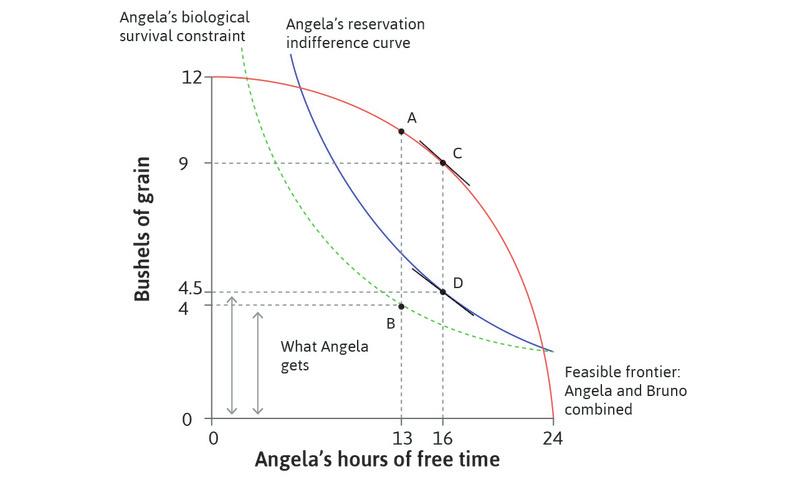 Angela’s biological
survival constraint
Angela’s reservation
indifference curve
12
A
C
9
Bushels of grain
4.5
D
4
B
What Angela
gets
Feasible frontier:
Angela and Bruno
combined
0
0
13
16
24
Angela’s hours of free time